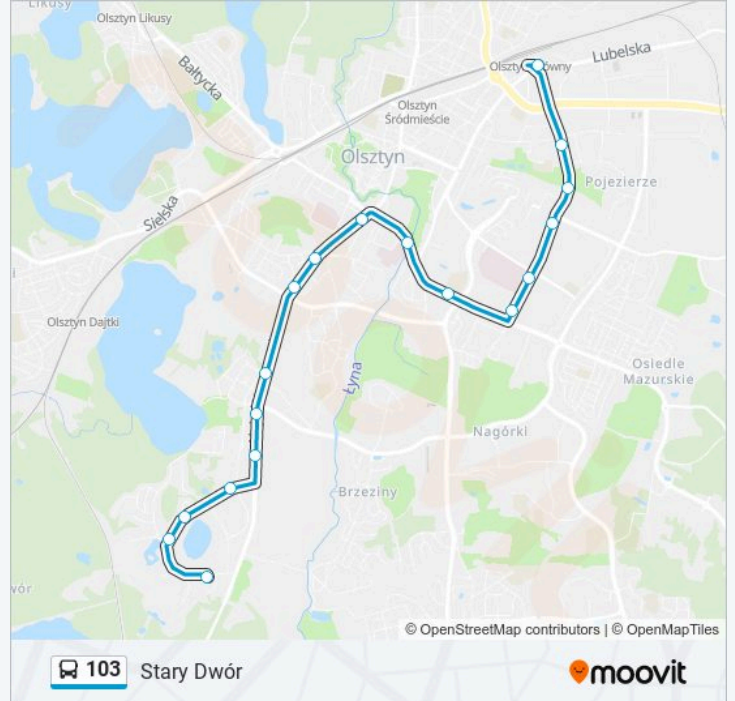 Likusy
Olsztyn Likusy
Bałtycka
Lubelska
Olsztyn Główny
Olsztyn
Śródmieście
Olsztyn
Pojezierze
Sielska
Olsztyn Dajtki
Łyna
Osiedle
Mazurskie
Nagórki
Brzeziny
© OpenStreetMap contributors | © OpenMapTiles
103 Stary Dwór
moovit